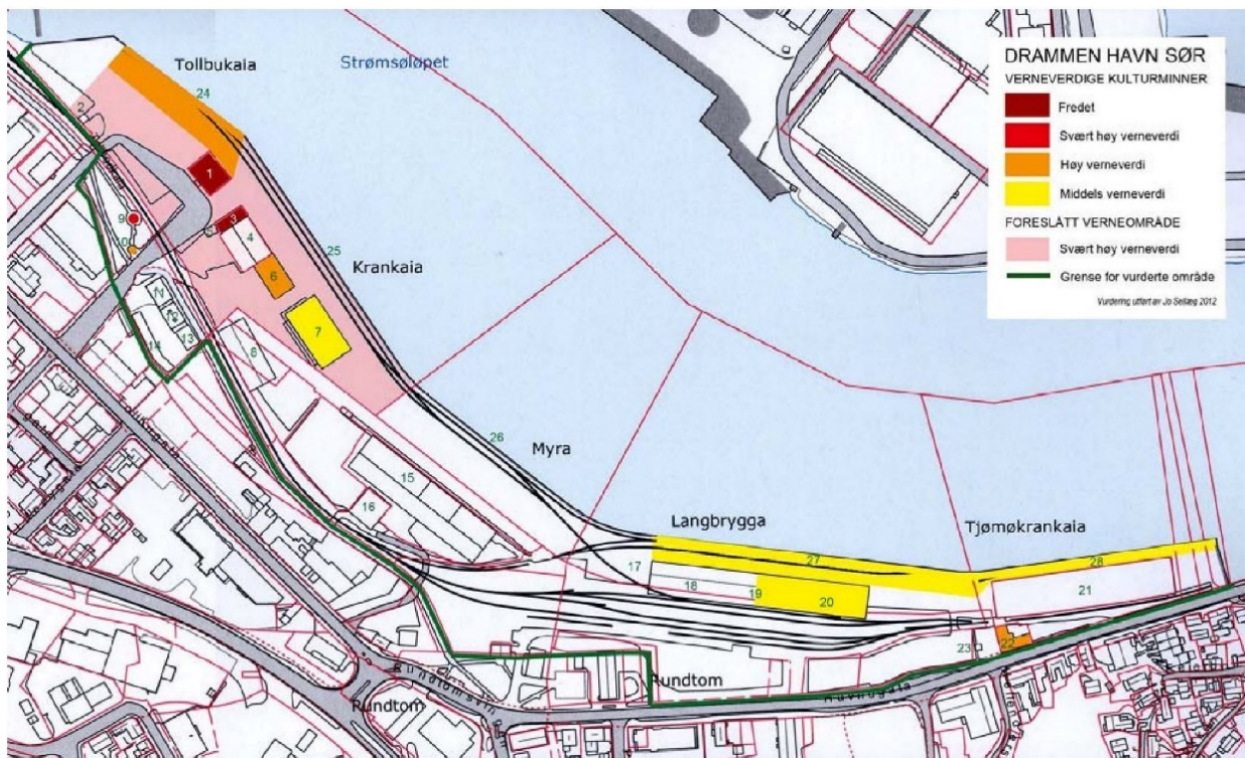 Tollbukaia
Strømsøløpet
24
2
1
9
3
4
10
25
Krankaia
6
7
11
12
13
14
8
26
Myra
15
16
Langbrygga
Tjømøkrankaia
17
27
28
18
19
20
21
22
23
Rundtom
Rundtom
DRAMMEN HAVN SØR
VERNEVERDIGE KULTURMINNER
Fredet
Svært høy verneverdi
Høy verneverdi
Middels verneverdi
FORESLÅTT VERNEOMRÅDE
Svært høy verneverdi
Grense for vurderte område
Vurdering utført av Jo Sellæg 2012